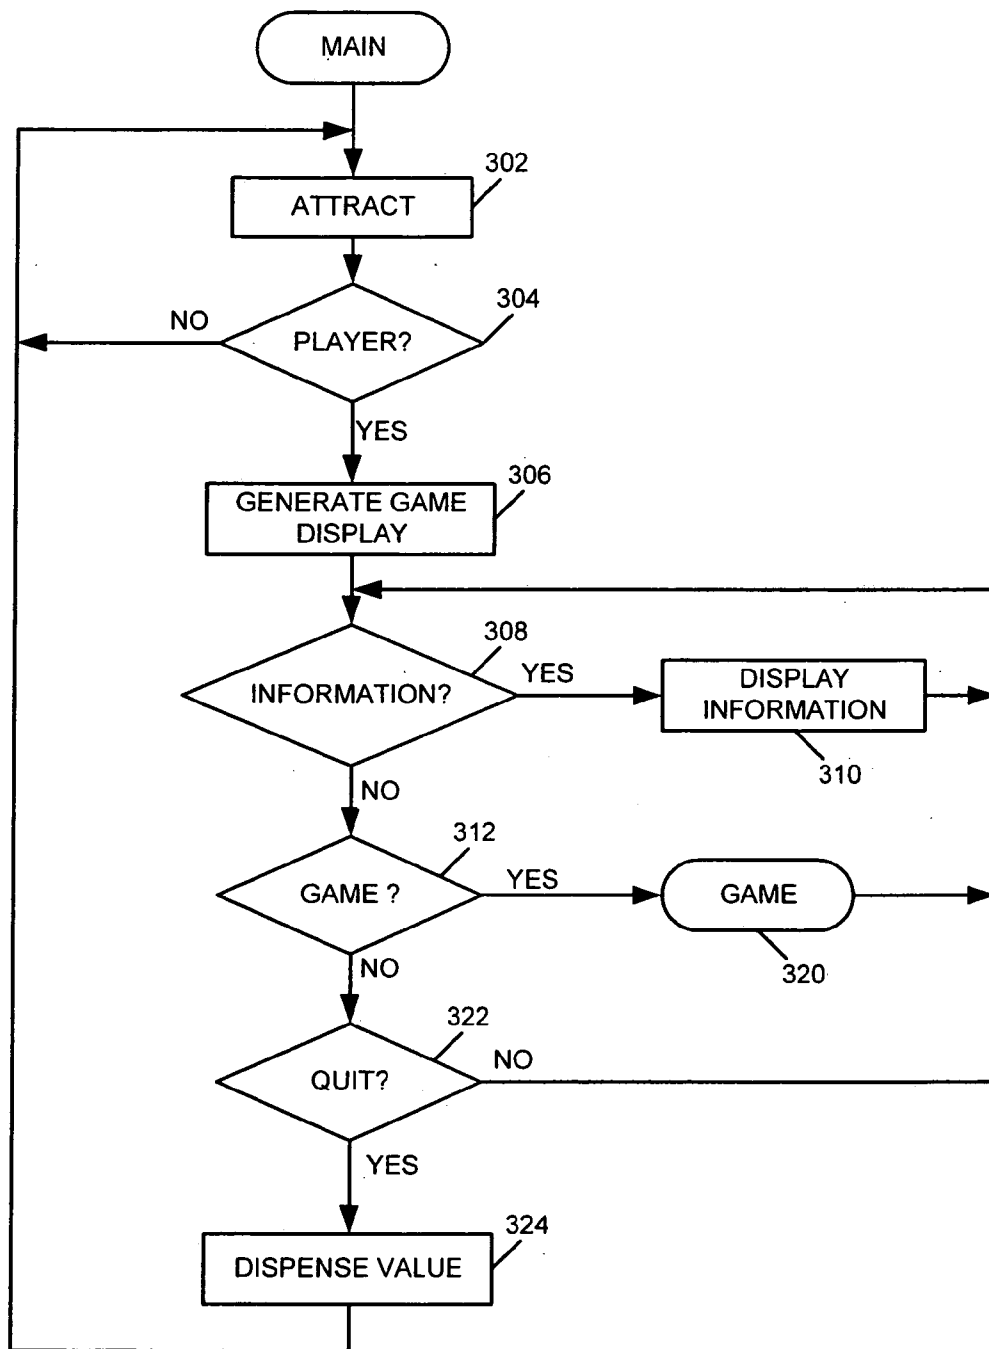 MAIN
302
ATTRACT
304
NO
PLAYER?
YES
306
GENERATE GAME
DISPLAY
308
INFORMATION?
YES
DISPLAY
INFORMATION
310
NO
312
GAME ?
YES
GAME
320
NO
322
QUIT?
NO
YES
324
DISPENSE VALUE